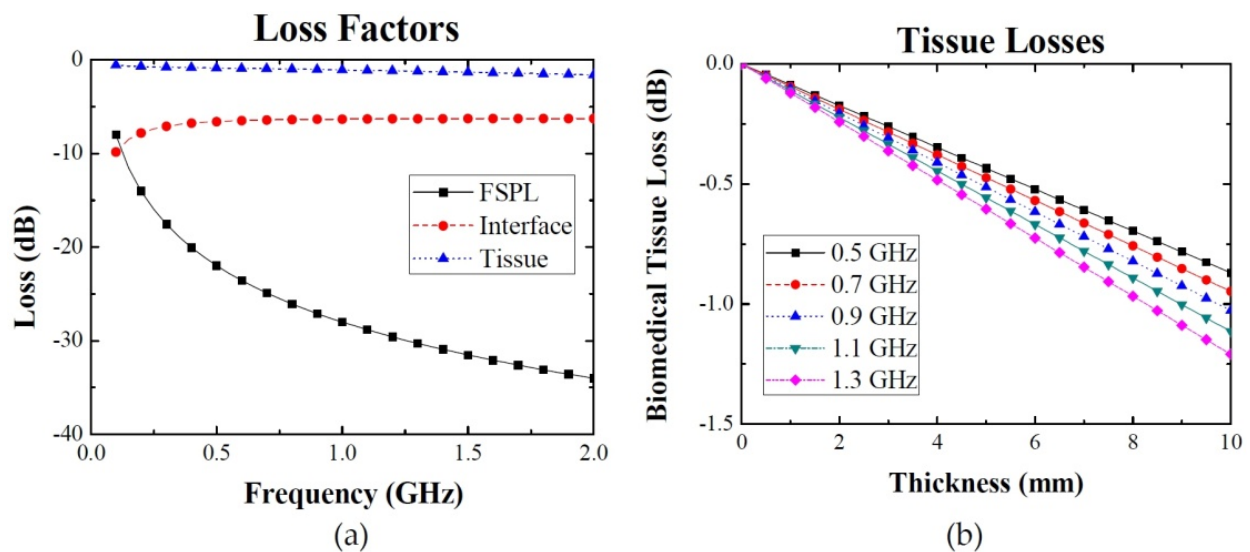 Loss Factors
0
-10
-20
-30
-40
Loss (dB)
FSPL
Interface
Tissue
0.0 0.5 1.0 1.5 2.0
Frequency (GHz)
(a)
Tissue Losses
0.0
-0.5
-1.0
-1.5
Biomedical Tissue Loss (dB)
0.5 GHz
0.7 GHz
0.9 GHz
1.1 GHz
1.3 GHz
0 2 4 6 8 10
Thickness (mm)
(b)